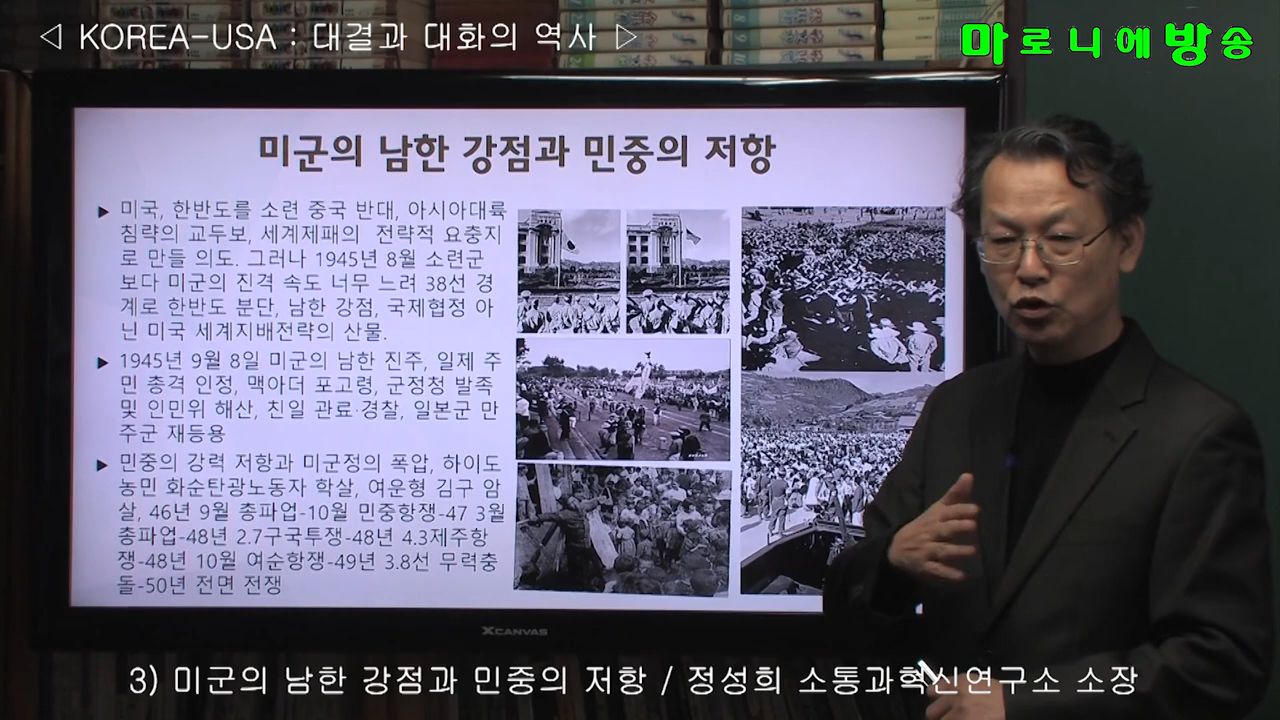 ◁ KOREA-USA : 대결과 대화의 역사 ▷
마로니에방송
미군의 남한 강점과 민중의 저항
▶ 미국, 한반도를 소련 중국 반대, 아시아대륙
침략의 교두보, 세계제패의 전략적 요충지
로 만들 의도. 그러나 1945년 8월 소련군
보다 미군의 진격 속도 너무 느려 38선 경
계로 한반도 분단, 남한 강점, 국제협정 아
닌 미국 세계지배전략의 산물.
▶ 1945년 9월 8일 미군의 남한 진주, 일제 주
민 총격 인정, 맥아더 포고령, 군정청 발족
및 인민위 해산, 친일 관료·경찰, 일본군 만
주군 재등용
▶ 민중의 강력 저항과 미군정의 폭압, 하이도
농민 화순탄광노동자 학살, 여운형 김구 암
살, 46년 9월 총파업-10월 민중항쟁-47 3월
총파업-48년 2.7구국투쟁-48년 4.3제주항
쟁-48년 10월 여순항쟁-49년 3.8선 무력충
돌-50년 전면 전쟁
XCANVAS
3) 미군의 남한 강점과 민중의 저항 / 정성희 소통과혁신연구소 소장